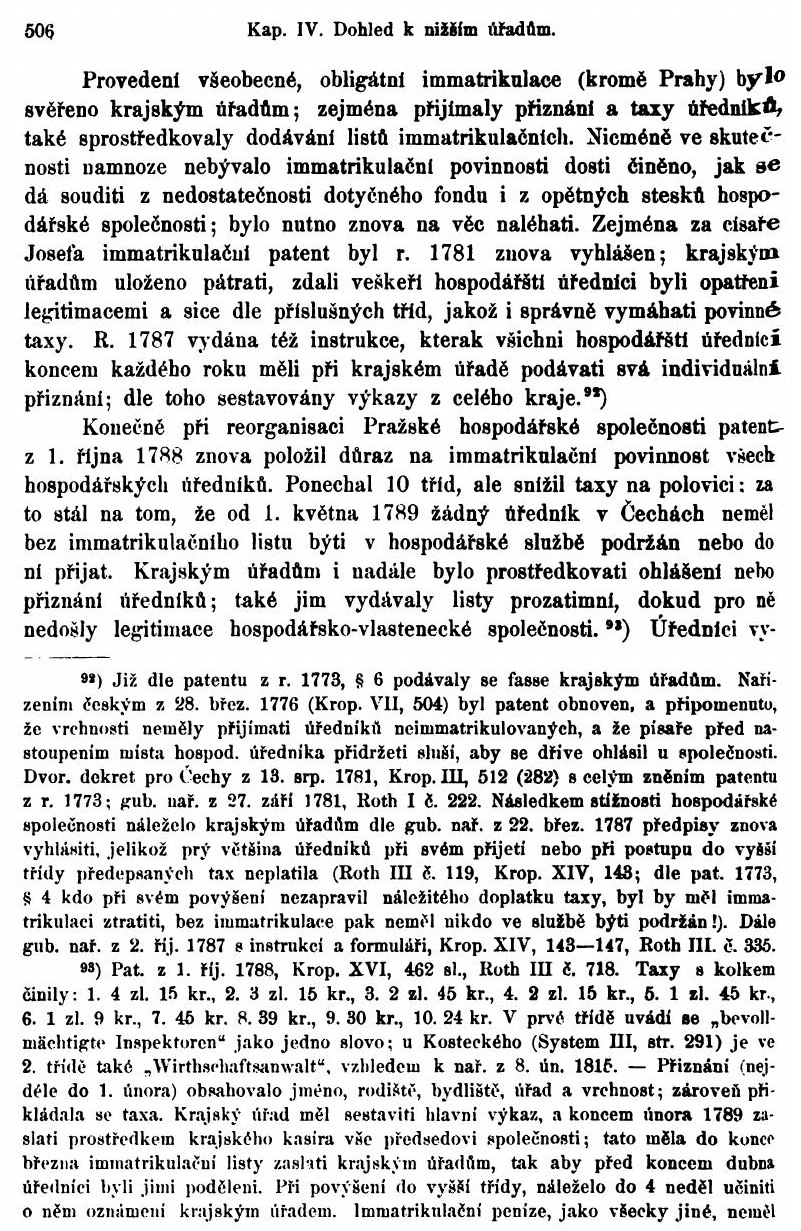 506 Kap. IV. Dohled k nižším úřadům.
Provedení všeobecné, obligátní immatrikulace (kromě Prahy) bylo
svěřeno krajským úřadům; zejména přijímaly přiznání a taxy úředníků,
také sprostředkovaly dodávání listů immatrikulačních. Nicméně ve skuteč-
nosti namnoze nebývalo immatrikulační povinnosti dosti činěno, jak se
dá souditi z nedostatečnosti dotyčného fondu i z opětných stesků hospo-
dářské společnosti; bylo nutno znova na věc naléhati. Zejména za císaře
Josefa immatrikulační patent byl r. 1781 znova vyhlášen; krajským
úřadům uloženo pátrati, zdali veškeří hospodářští úředníci byli opatřeni
legitimacemi a sice dle příslušných tříd, jakož i správně vymáhati povinné
taxy. R. 1787 vydána též instrukce, kterak všichni hospodářští úředníci
koncem každého roku měli při krajském úřadě podávati svá individuální
přiznání; dle toho sestavovány výkazy z celého kraje.⁹²)
Konečně při reorganisaci Pražské hospodářské společnosti patent
z 1. října 1788 znova položil důraz na immatrikulační povinnost všech
hospodářských úředníků. Ponechal 10 tříd, ale snížil taxy na polovici: za
to stál na tom, že od 1. května 1789 žádný úředník v Čechách neměl
bez immatrikulačního listu býti v hospodářské službě podržán nebo do
ní přijat. Krajským úřadům i nadále bylo prostředkovati ohlášení nebo
přiznání úředníků; také jim vydávaly listy prozatimní, dokud pro ně
nedošly legitimace hospodářsko-vlastenecké společnosti.⁹³) Úředníci vy-
⁹²) Již dle patentu z r. 1773, § 6 podávaly se fasse krajským úřadům. Naří-
zením českým z 28. břez. 1776 (Krop. VII, 504) byl patent obnoven, a připomenuto,
že vrchnosti neměly přijímati úředníků neimmatrikulovaných, a že písaře před na-
stoupením místa hospod. úředníka přidržeti sluší, aby se dříve ohlásil u společnosti.
Dvor. dekret pro Čechy z 13. srp. 1781, Krop. III, 512 (282) s celým zněním patentu
z r. 1773; gub. nař. z 27. září 1781, Roth I č. 222. Následkem stížnosti hospodářské
společnosti náleželo krajským úřadům dle gub. nař. z 22. břez. 1787 předpisy znova
vyhlásiti, jelikož prý většina úředníků při svém přijetí nebo při postupu do vyšší
třídy předepsaných tax neplatila (Roth III č. 119, Krop. XIV, 143; dle pat. 1773,
§ 4 kdo při svém povýšení nezapravil náležitého doplatku taxy, byl by měl imma-
trikulaci ztratiti, bez immatrikulace pak neměl nikdo ve službě býti podržán!). Dále
gub. nař. z 2. říj. 1787 s instrukcí a formuláři, Krop. XIV, 143—147, Roth III. č. 335.
⁹³) Pat. z 1. říj. 1788, Krop. XVI, 462 sl., Roth III č. 718. Taxy s kolkem
činily: 1. 4 zl. 15 kr., 2. 3 zl. 15 kr., 3. 2 zl. 45 kr., 4. 2 zl. 15 kr., 5. 1 zl. 45 kr.,
6. 1 zl. 9 kr., 7. 45 kr. 8. 39 kr., 9. 30 kr., 10. 24 kr. V prvé třídě uvádí se „bevoll-
mächtigte Inspektoren“ jako jedno slovo; u Kosteckého (System III, str. 291) je ve
2. třídě také „Wirthschaftsanwalt“, vzhledem k nař. z 8. ún. 1815. — Přiznání (nej-
déle do 1. února) obsahovalo jméno, rodiště, bydliště, úřad a vrchnost; zároveň při-
kládala se taxa. Krajský úřad měl sestaviti hlavní výkaz, a koncem února 1789 za-
slati prostředkem krajského kasíra vše předsedovi společnosti; tato měla do konce
března immatrikulační listy zaslati krajským úřadům, tak aby před koncem dubna
úředníci byli jimi poděleni. Při povýšení do vyšší třídy, náleželo do 4 neděl učiniti
o něm oznámení krajským úřadem. Immatrikulační peníze, jako všecky jiné, neměl